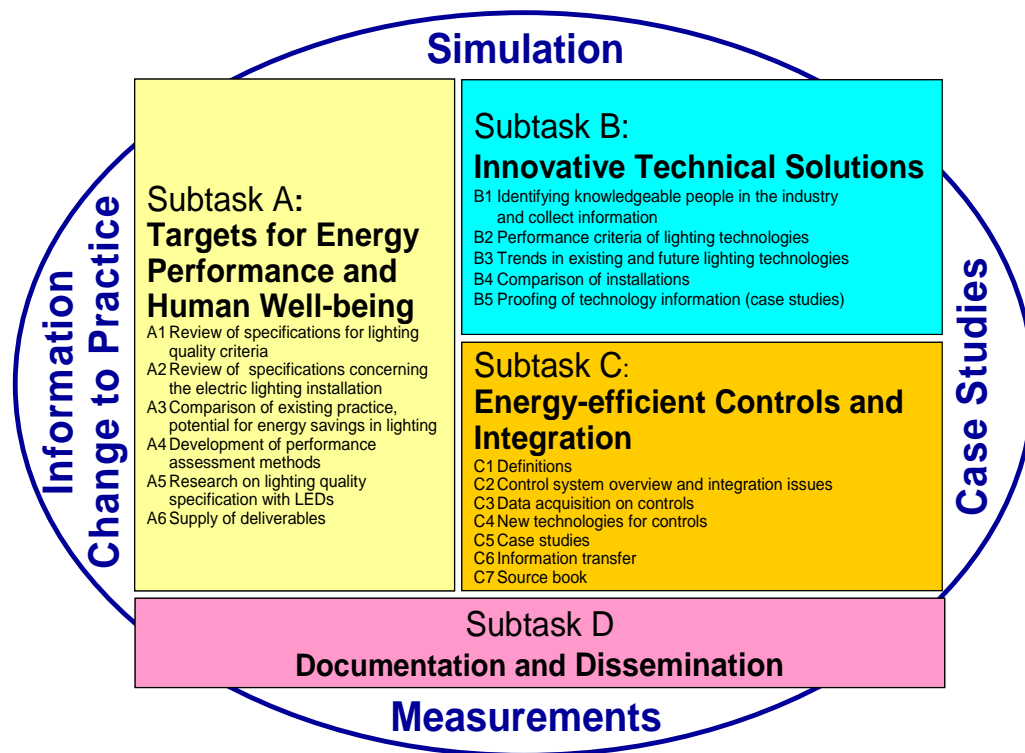 Simulation
Information
Change to Practice
Subtask A:
Targets for Energy
Performance and
Human Well-being
A1 Review of specifications for lighting
quality criteria
A2 Review of specifications concerning
the electric lighting installation
A3 Comparison of existing practice,
potential for energy savings in lighting
A4 Development of performance
assessment methods
A5 Research on lighting quality
specification with LEDs
A6 Supply of deliverables
Subtask B:
Innovative Technical Solutions
B1 Identifying knowledgeable people in the industry
and collect information
B2 Performance criteria of lighting technologies
B3 Trends in existing and future lighting technologies
B4 Comparison of installations
B5 Proofing of technology information (case studies)
Subtask C:
Energy-efficient Controls and
Integration
C1 Definitions
C2 Control system overview and integration issues
C3 Data acquisition on controls
C4 New technologies for controls
C5 Case studies
C6 Information transfer
C7 Source book
Case Studies
Subtask D
Documentation and Dissemination
Measurements